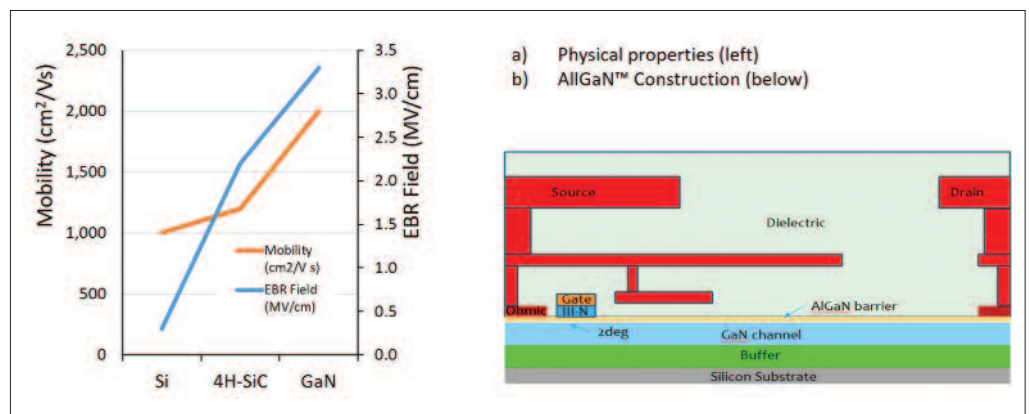 a) Physical properties (left)
b) AllGaN™ Construction (below)
Mobility (cm²/Vs)
2,500
2,000
1,500
1,000
500
0
EBR Field (MV/cm)
3.5
3.0
2.5
2.0
1.5
1.0
0.5
0.0
Mobility
(cm2/V s)
EBR Field
(MV/cm)
Si 4H-SiC GaN
Source
Drain
Dielectric
Gate
III-N
Ohmic
AlGaN barrier
2deg
GaN channel
Buffer
Silicon Substrate